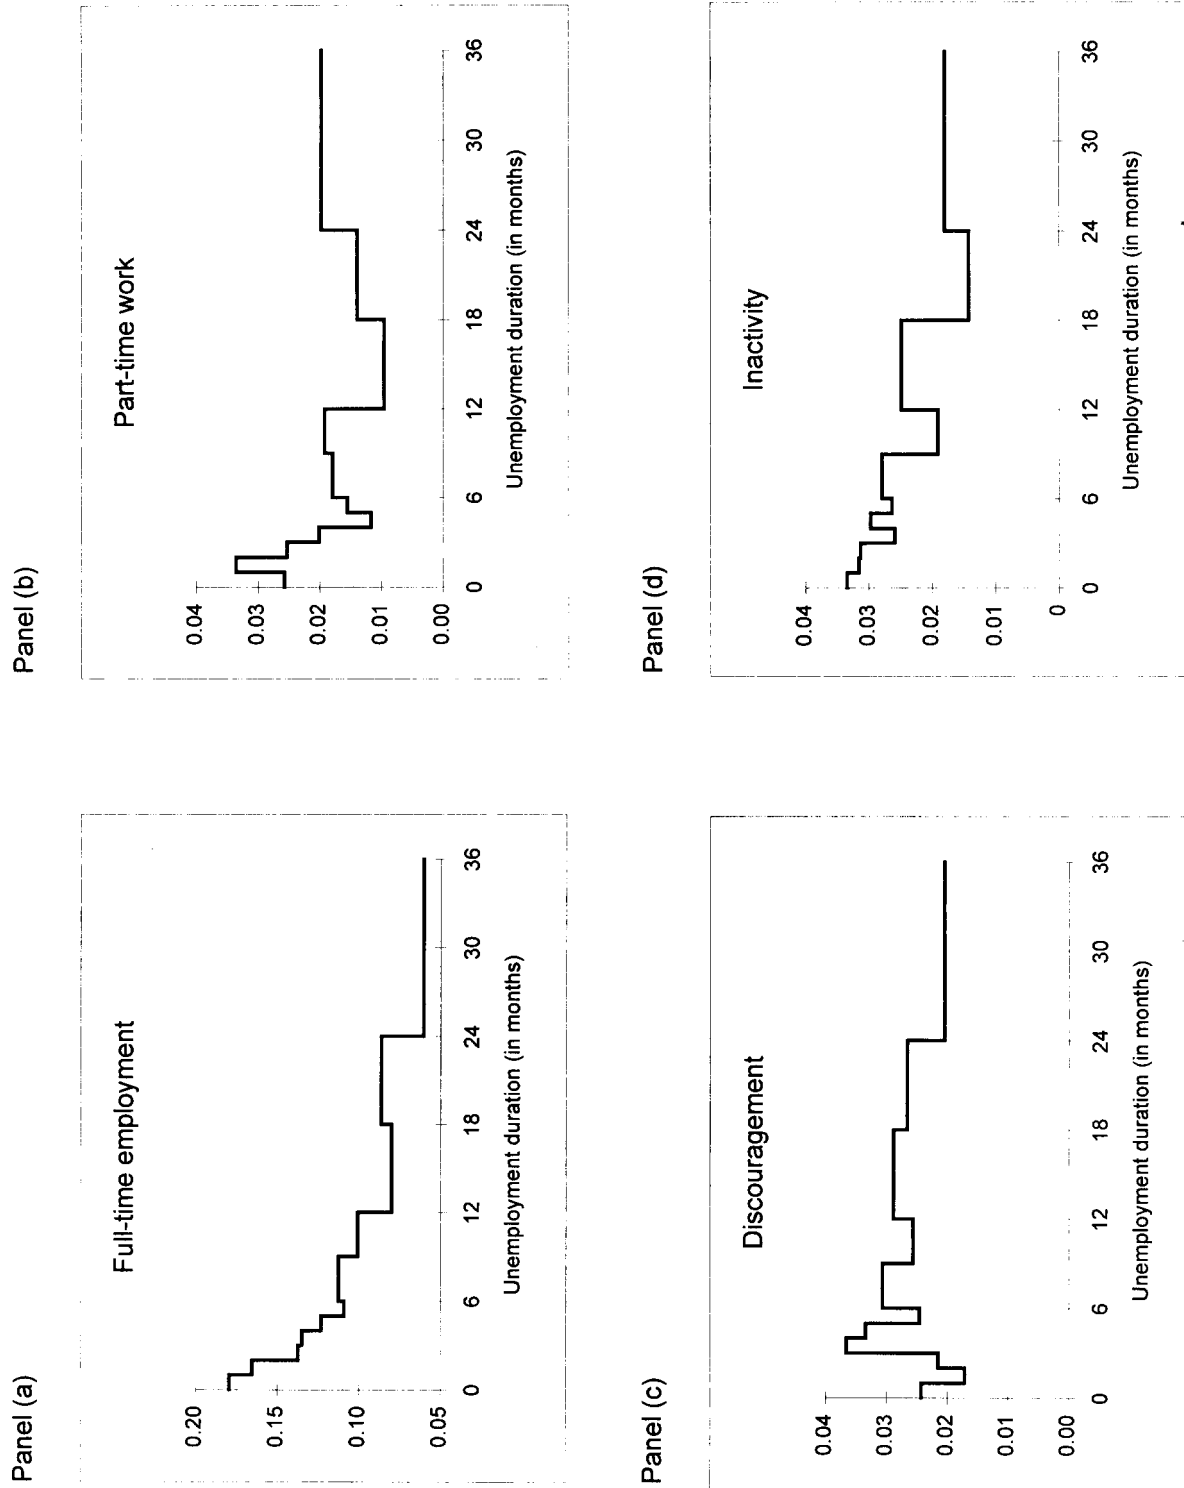 Panel (a)
Full-time employment
0.20
0.15
0.10
0.05
0 6 12 18 24 30 36
Unemployment duration (in months)
Panel (b)
Part-time work
0.04
0.03
0.02
0.01
0.00
0 6 12 18 24 30 36
Unemployment duration (in months)
Panel (c)
Discouragement
0.04
0.03
0.02
0.01
0.00
0 6 12 18 24 30 36
Unemployment duration (in months)
Panel (d)
Inactivity
0.04
0.03
0.02
0.01
0
0 6 12 18 24 30 36
Unemployment duration (in months)